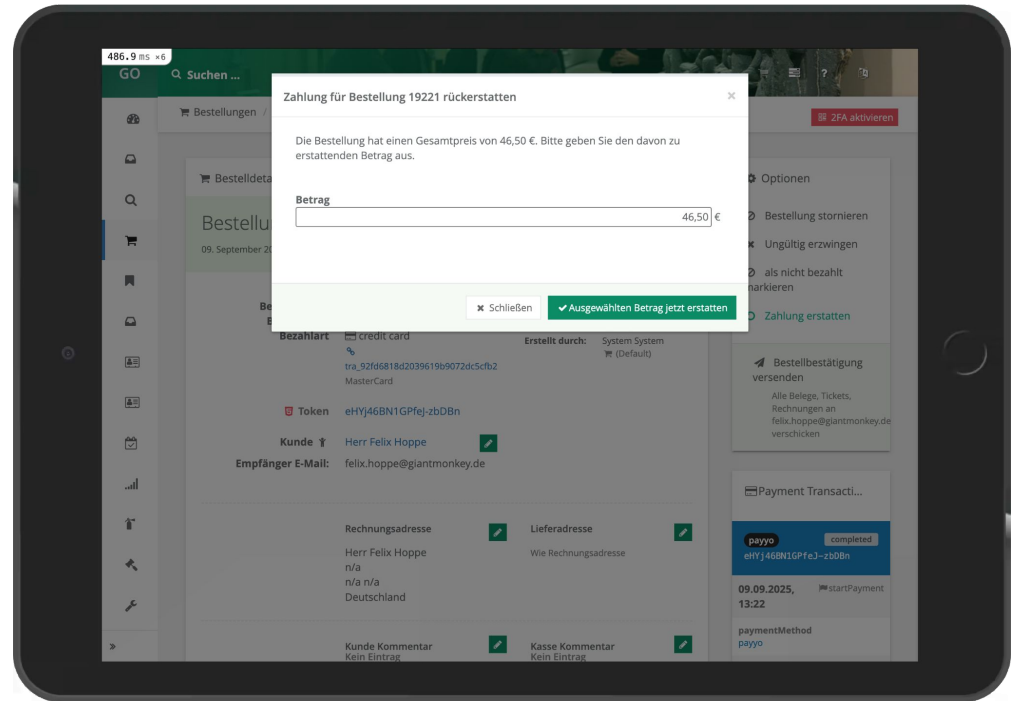 486.9 ms ×6
GO
Suchen ...
?
Bestellungen /
2FA aktivieren
Zahlung für Bestellung 19221 rückerstatten
×
Die Bestellung hat einen Gesamtpreis von 46,50 €. Bitte geben Sie den davon zu
erstattenden Betrag aus.
Betrag
46,50 €
Schließen
Ausgewählten Betrag jetzt erstatten
Bestelldeta
Bestellu
09. September 20
Be
B
Bezahlart
credit card
tra_92fd6818d2039619b9072dc5cfb2
MasterCard
Erstellt durch: System System
(Default)
Token eHYj46BN1GPfeJ-zbDBn
Kunde Herr Felix Hoppe
Empfänger E-Mail: felix.hoppe@giantmonkey.de
Rechnungsadresse
Herr Felix Hoppe
n/a
n/a n/a
Deutschland
Lieferadresse
Wie Rechnungsadresse
Kunde Kommentar
Kein Eintrag
Kasse Kommentar
Kein Eintrag
Optionen
Bestellung stornieren
Ungültig erzwingen
als nicht bezahlt
markieren
Zahlung erstatten
Bestellbestätigung
versenden
Alle Belege, Tickets,
Rechnungen an
felix.hoppe@giantmonkey.de
verschicken
Payment Transacti...
payyo completed
eHYj46BN1GPfeJ-zbDBn
09.09.2025,
13:22
startPayment
paymentMethod
payyo